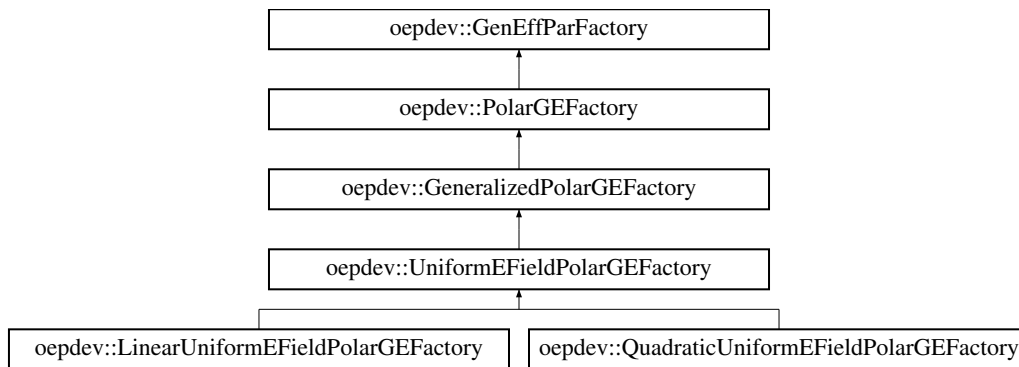 oepdev::GenEffParFactory
oepdev::PolarGEFactory
oepdev::GeneralizedPolarGEFactory
oepdev::UniformEFieldPolarGEFactory
oepdev::LinearUniformEFieldPolarGEFactory
oepdev::QuadraticUniformEFieldPolarGEFactory